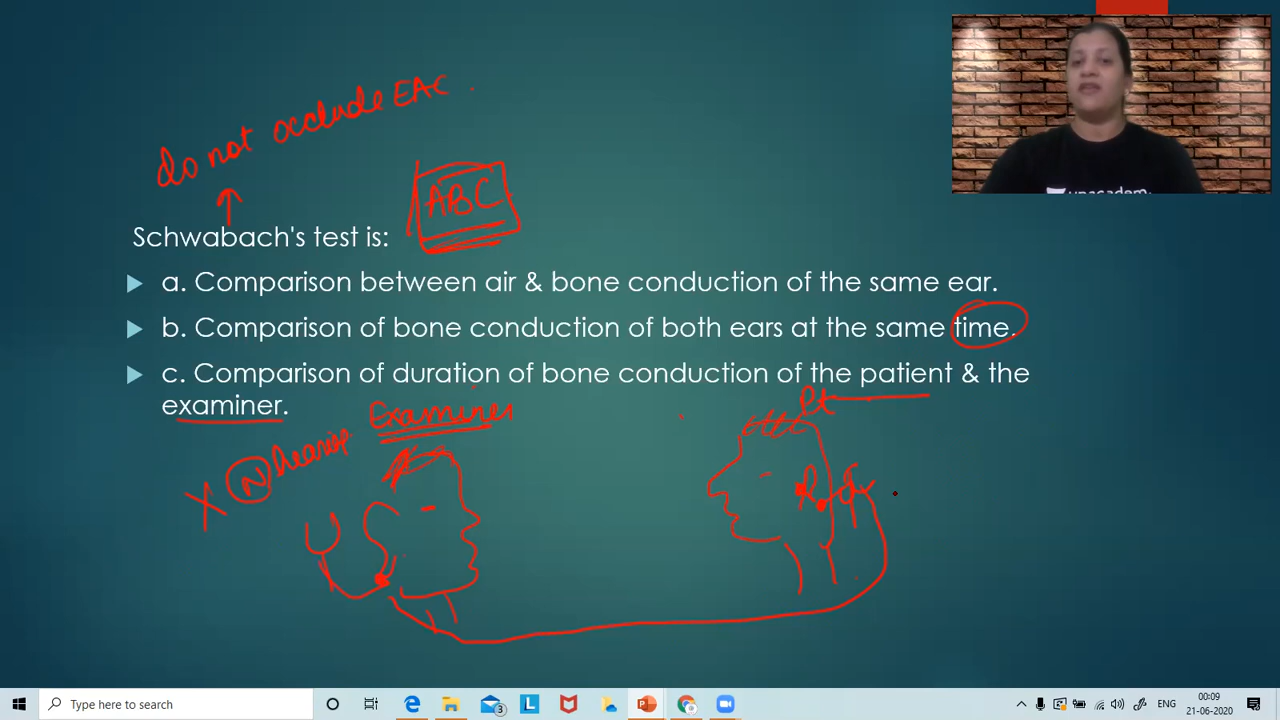 do not occlude EAC
ABC
Schwabach's test is:
a. Comparison between air & bone conduction of the same ear.
b. Comparison of bone conduction of both ears at the same time.
c. Comparison of duration of bone conduction of the patient & the
examiner.
Pt
Examiner
N hearing
Type here to search
3
ENG
00:09
21-06-2020